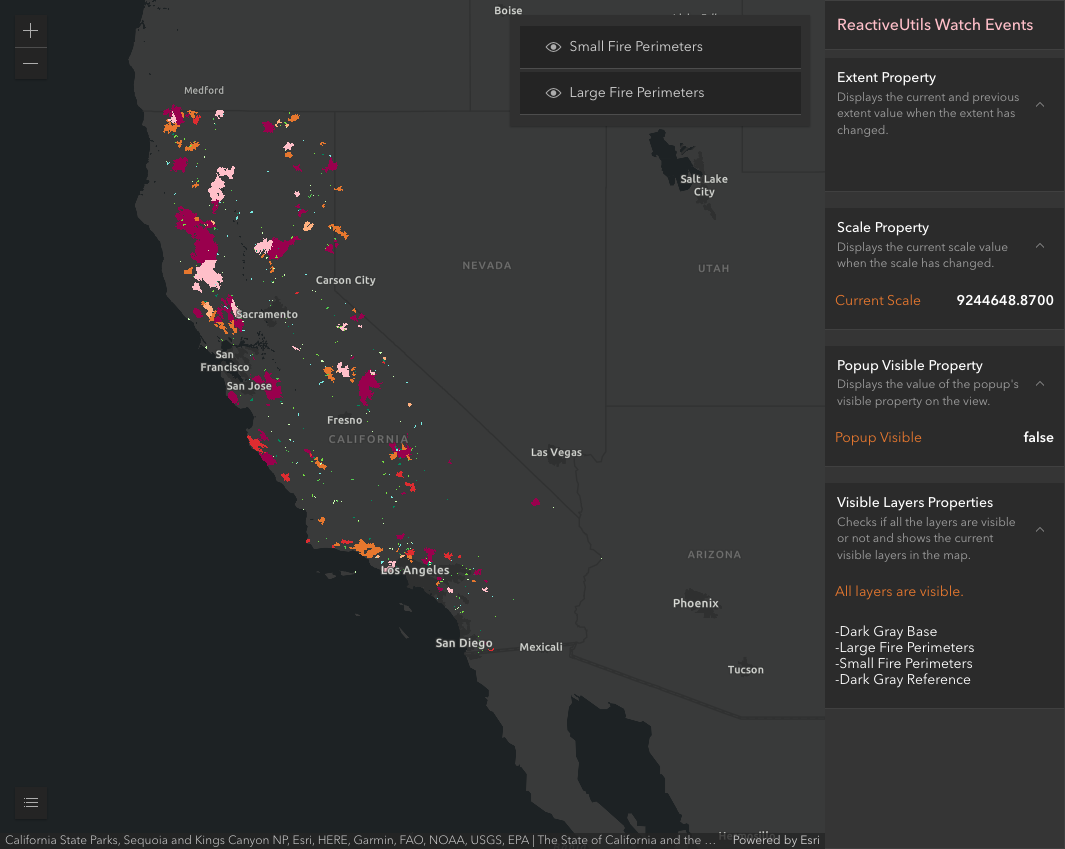 Boise
Small Fire Perimeters
Large Fire Perimeters
Medford
Salt Lake
City
NEVADA
UTAH
Carson City
Sacramento
San
Francisco
San Jose
Fresno
CALIFORNIA
Las Vegas
ARIZONA
Los Angeles
Phoenix
San Diego
Mexicali
Tucson
California State Parks, Sequoia and Kings Canyon NP, Esri, HERE, Garmin, FAO, NOAA, USGS, EPA | The State of California and the ...
Powered by Esri
ReactiveUtils Watch Events
Extent Property
Displays the current and previous
extent value when the extent has
changed.
Scale Property
Displays the current scale value
when the scale has changed.
Current Scale 9244648.8700
Popup Visible Property
Displays the value of the popup's
visible property on the view.
Popup Visible false
Visible Layers Properties
Checks if all the layers are visible
or not and shows the current
visible layers in the map.
All layers are visible.
-Dark Gray Base
-Large Fire Perimeters
-Small Fire Perimeters
-Dark Gray Reference